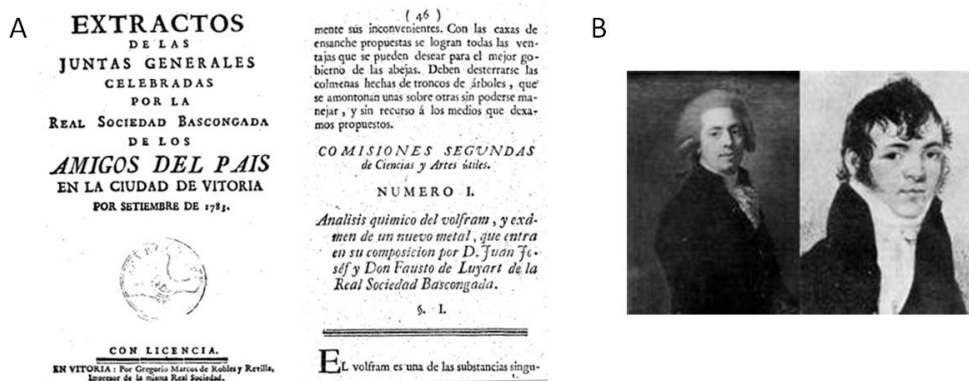 A
EXTRACTOS
DE LAS
JUNTAS GENERALES
CELEBRADAS
POR LA
REAL SOCIEDAD BASCONGADA
DE LOS
AMIGOS DEL PAIS
EN LA CIUDAD DE VITORIA
POR SETIEMBRE DE 1783.
CON LICENCIA.
EN VITORIA : Por Gregorio Marcos de Robles y Revilla,
Impresor de la misma Real Sociedad.
( 46 )
mente sus inconvenientes. Con las caxas de
ensanche propuestas se logran todas las ven-
tajas que se pueden desear para el mejor go-
bierno de las abejas. Deben desterrarse las
colmenas hechas de troncos de árboles, que
se amontonan unas sobre otras sin poderse ma-
nejar, y sin recurso á los medios que dexa-
mos propuestos.
COMISIONES SEGUNDAS
de Ciencias y Artes útiles.
NUMERO I.
Analisis quimico del volfram, y exá-
men de un nuevo metal, que entra
en su composicion por D. Juan Jo-
séf y Don Fausto de Luyart de la
Real Sociedad Bascongada.
§. I.
EL volfram es una de las substancias singu-
B